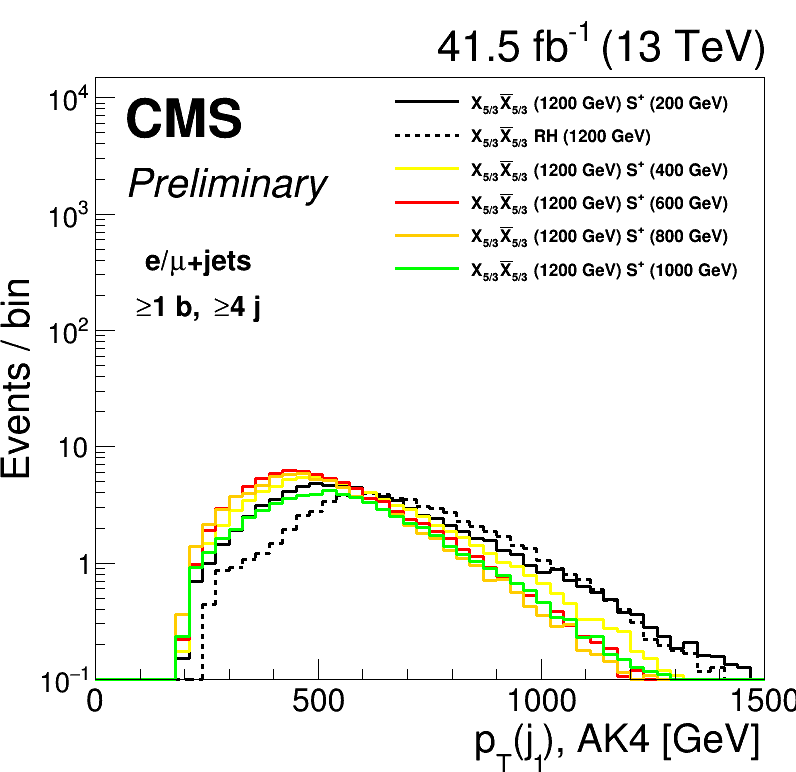 41.5 fb⁻¹ (13 TeV)
CMS
Preliminary
e/μ+jets
≥1 b, ≥4 j
X₅/₃X̅₅/₃ (1200 GeV) S⁺ (200 GeV)
X₅/₃X̅₅/₃ RH (1200 GeV)
X₅/₃X̅₅/₃ (1200 GeV) S⁺ (400 GeV)
X₅/₃X̅₅/₃ (1200 GeV) S⁺ (600 GeV)
X₅/₃X̅₅/₃ (1200 GeV) S⁺ (800 GeV)
X₅/₃X̅₅/₃ (1200 GeV) S⁺ (1000 GeV)
Events / bin
10⁴
10³
10²
10
1
10⁻¹
0 500 1000 1500
p_T(j₁), AK4 [GeV]